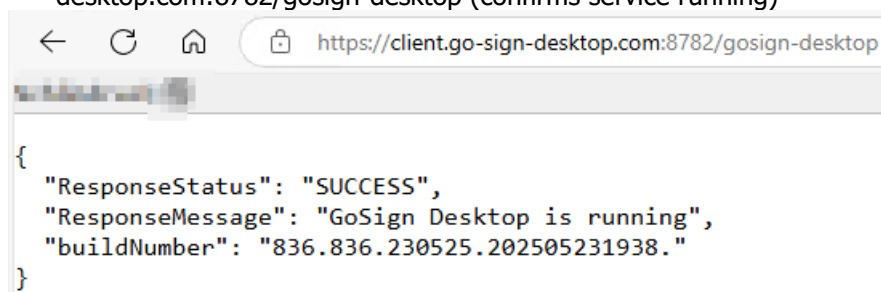 desktop.com:8782/gosign-desktop (confirms service running)
https://client.go-sign-desktop.com:8782/gosign-desktop
{
"ResponseStatus": "SUCCESS",
"ResponseMessage": "GoSign Desktop is running",
"buildNumber": "836.836.230525.202505231938."
}